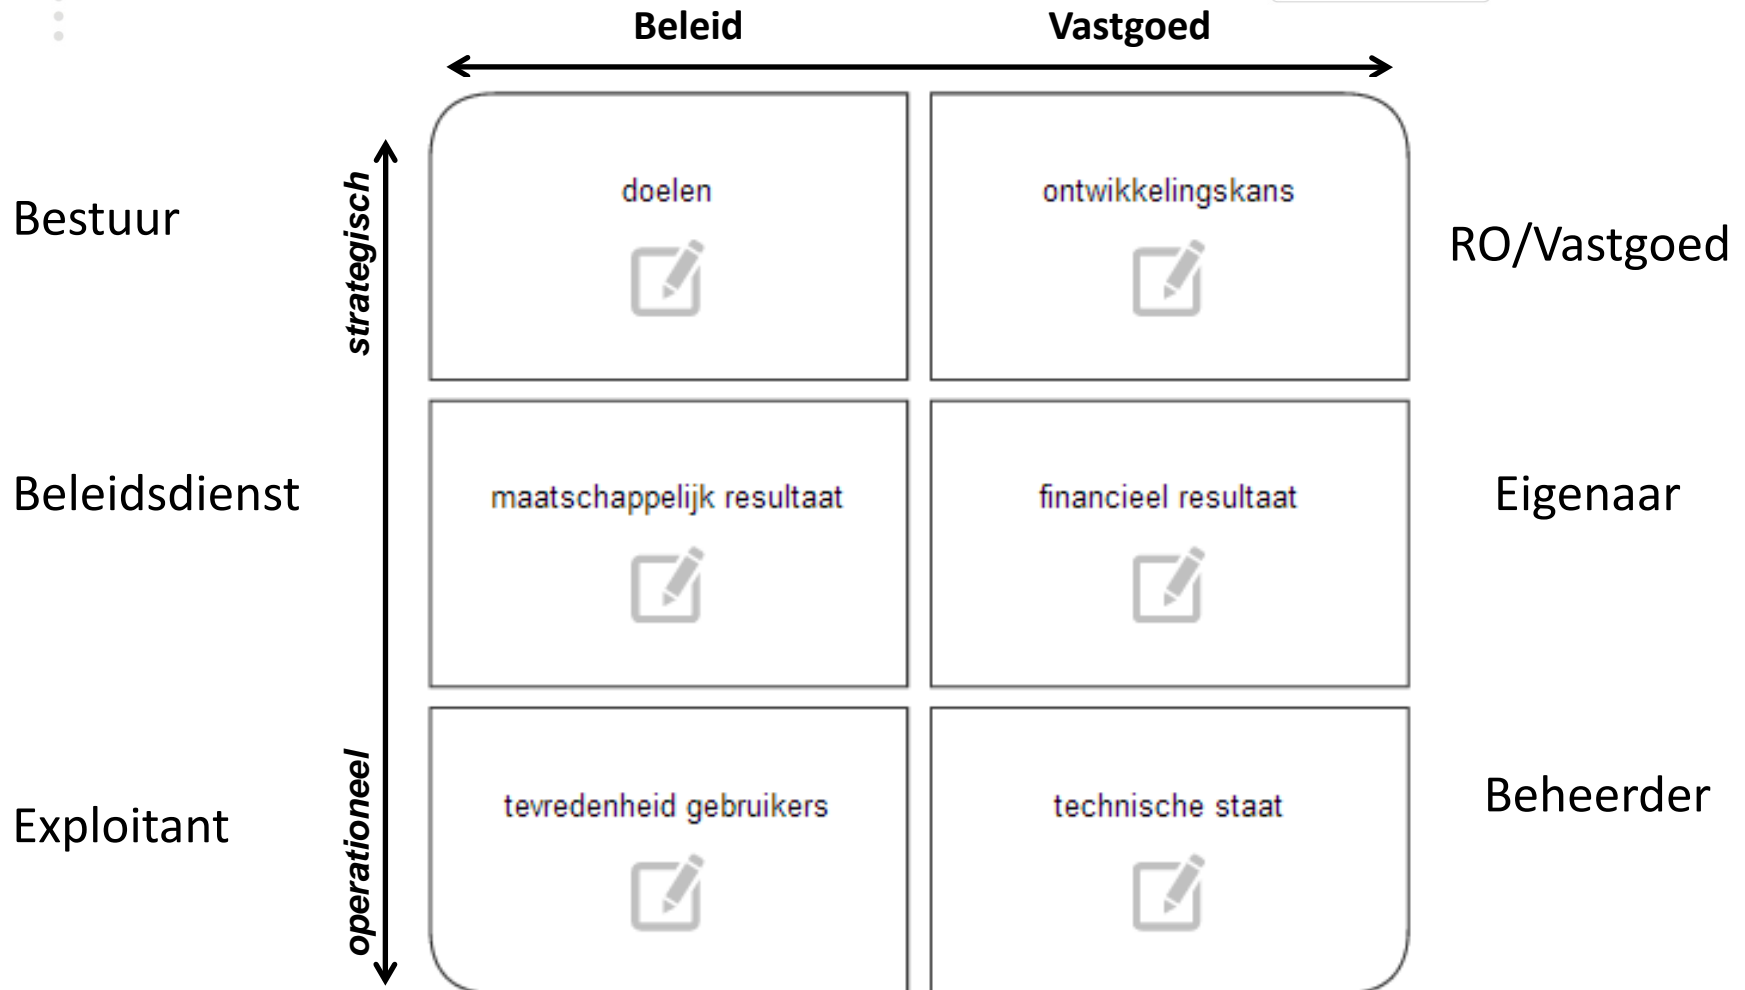 Beleid
Vastgoed
strategisch
operationeel
Bestuur
doelen
ontwikkelingskans
RO/Vastgoed
Beleidsdienst
maatschappelijk resultaat
financieel resultaat
Eigenaar
Exploitant
tevredenheid gebruikers
technische staat
Beheerder